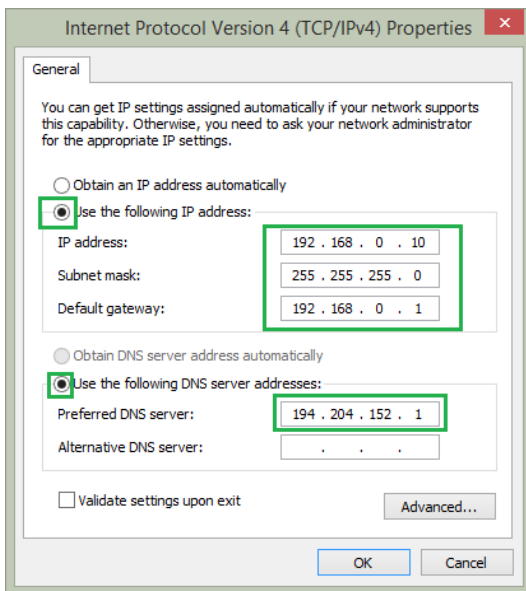 Internet Protocol Version 4 (TCP/IPv4) Properties
General
You can get IP settings assigned automatically if your network supports
this capability. Otherwise, you need to ask your network administrator
for the appropriate IP settings.
Obtain an IP address automatically
Use the following IP address:
IP address: 192 . 168 . 0 . 10
Subnet mask: 255 . 255 . 255 . 0
Default gateway: 192 . 168 . 0 . 1
Obtain DNS server address automatically
Use the following DNS server addresses:
Preferred DNS server: 194 . 204 . 152 . 1
Alternative DNS server: . . .
Validate settings upon exit
Advanced...
OK Cancel